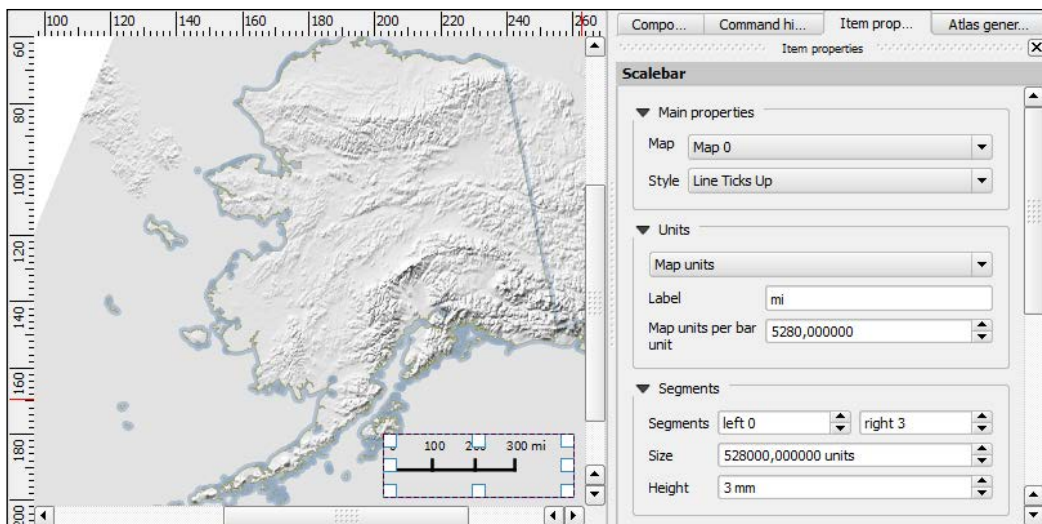 100 120 140 160 180 200 220 240 260
Compo... Command hi... Item prop... Atlas gener...
Item properties
Scalebar
Main properties
Map Map 0
Style Line Ticks Up
Units
Map units
Label mi
Map units per bar
unit
5280,000000
Segments
Segments left 0 right 3
Size 528000,000000 units
Height 3 mm
60
80
100
120
140
160
180
200
0 100 200 300 mi